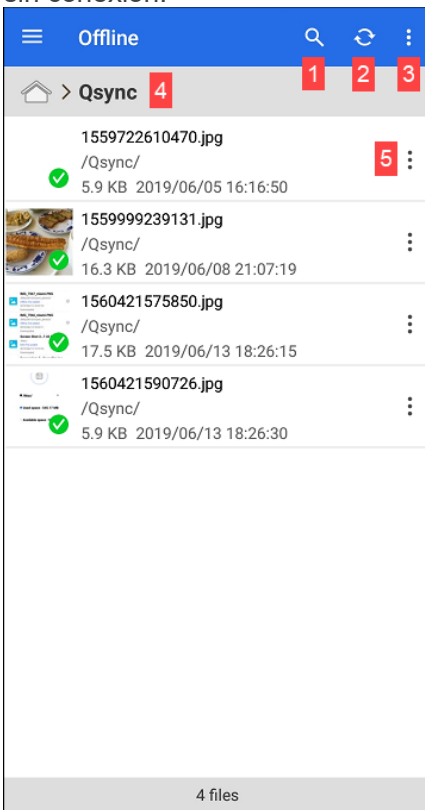 sin conexión.
Offline
1 2 3
Qsync 4
1559722610470.jpg
/Qsync/
5
5.9 KB 2019/06/05 16:16:50
1559999239131.jpg
/Qsync/
16.3 KB 2019/06/08 21:07:19
1560421575850.jpg
/Qsync/
17.5 KB 2019/06/13 18:26:15
1560421590726.jpg
/Qsync/
5.9 KB 2019/06/13 18:26:30
4 files